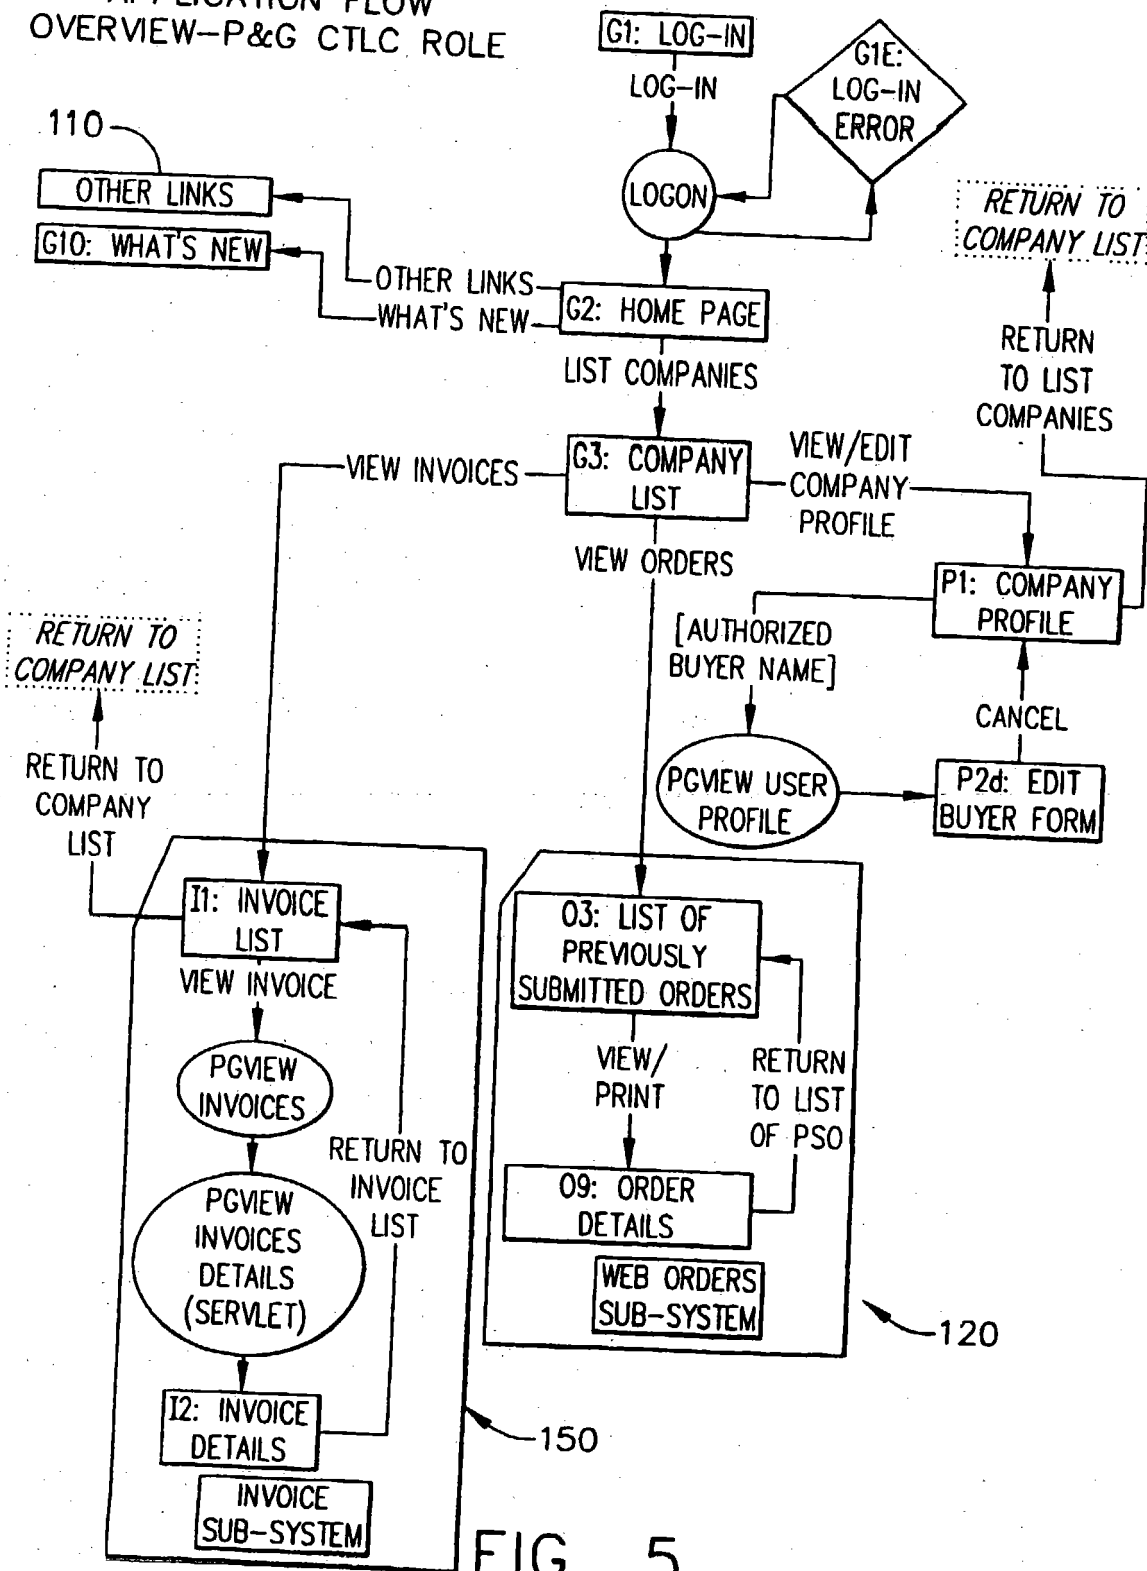 APPLICATION FLOW
OVERVIEW-P&G CTLC ROLE
G1: LOG-IN
LOG-IN
G1E:
LOG-IN
ERROR
LOGON
110
OTHER LINKS
G10: WHAT'S NEW
OTHER LINKS
WHAT'S NEW
G2: HOME PAGE
RETURN TO
COMPANY LIST
RETURN
TO LIST
COMPANIES
LIST COMPANIES
VIEW INVOICES
G3: COMPANY
LIST
VIEW/EDIT
COMPANY
PROFILE
VIEW ORDERS
P1: COMPANY
PROFILE
[AUTHORIZED
BUYER NAME]
CANCEL
PGVIEW USER
PROFILE
P2d: EDIT
BUYER FORM
RETURN TO
COMPANY LIST
RETURN TO
COMPANY
LIST
I1: INVOICE
LIST
VIEW INVOICE
PGVIEW
INVOICES
PGVIEW
INVOICES
DETAILS
(SERVLET)
RETURN TO
INVOICE
LIST
I2: INVOICE
DETAILS
INVOICE
SUB-SYSTEM
150
O3: LIST OF
PREVIOUSLY
SUBMITTED ORDERS
VIEW/
PRINT
RETURN
TO LIST
OF PSO
O9: ORDER
DETAILS
WEB ORDERS
SUB-SYSTEM
120
FIG. 5